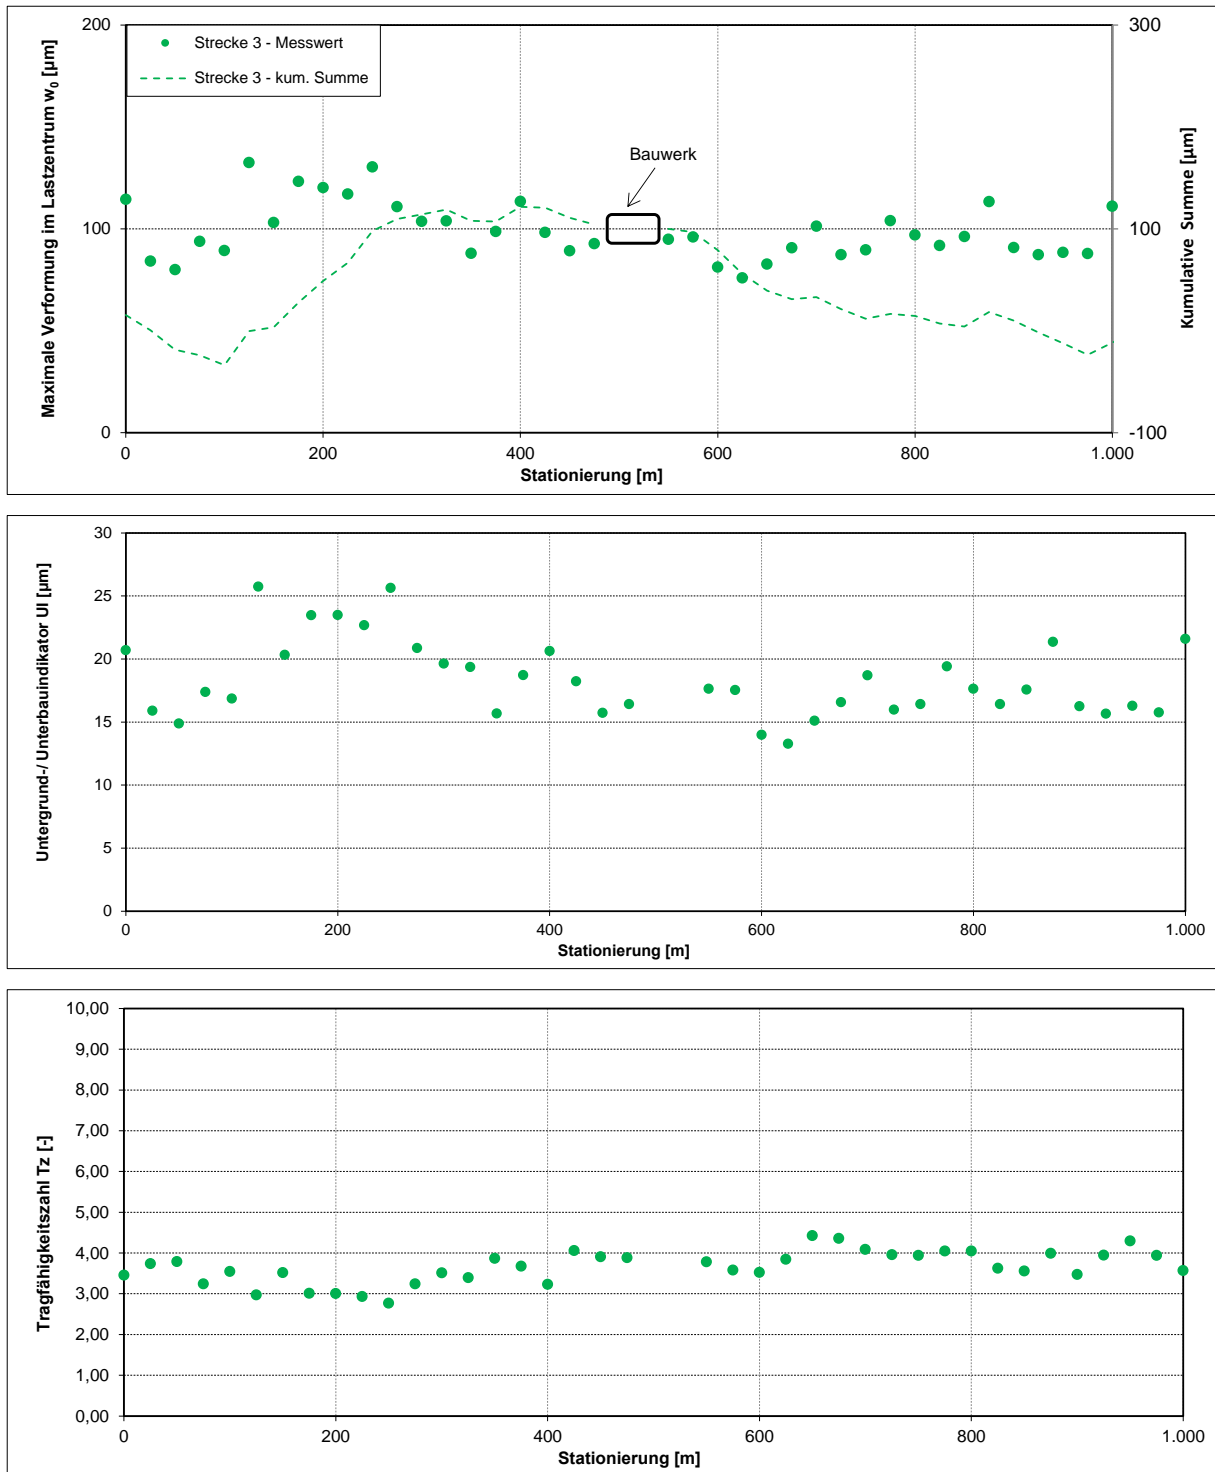 200
100
0
Maximale Verformung im Lastzentrum w0 [µm]
Strecke 3 - Messwert
Strecke 3 - kum. Summe
Bauwerk
300
100
-100
Kumulative Summe [µm]
0 200 400 600 800 1.000
Stationierung [m]
30
25
20
15
10
5
0
Untergrund-/ Unterbauindikator UI [µm]
0 200 400 600 800 1.000
Stationierung [m]
10,00
9,00
8,00
7,00
6,00
5,00
4,00
3,00
2,00
1,00
0,00
Tragfähigkeitszahl Tz [-]
0 200 400 600 800 1.000
Stationierung [m]